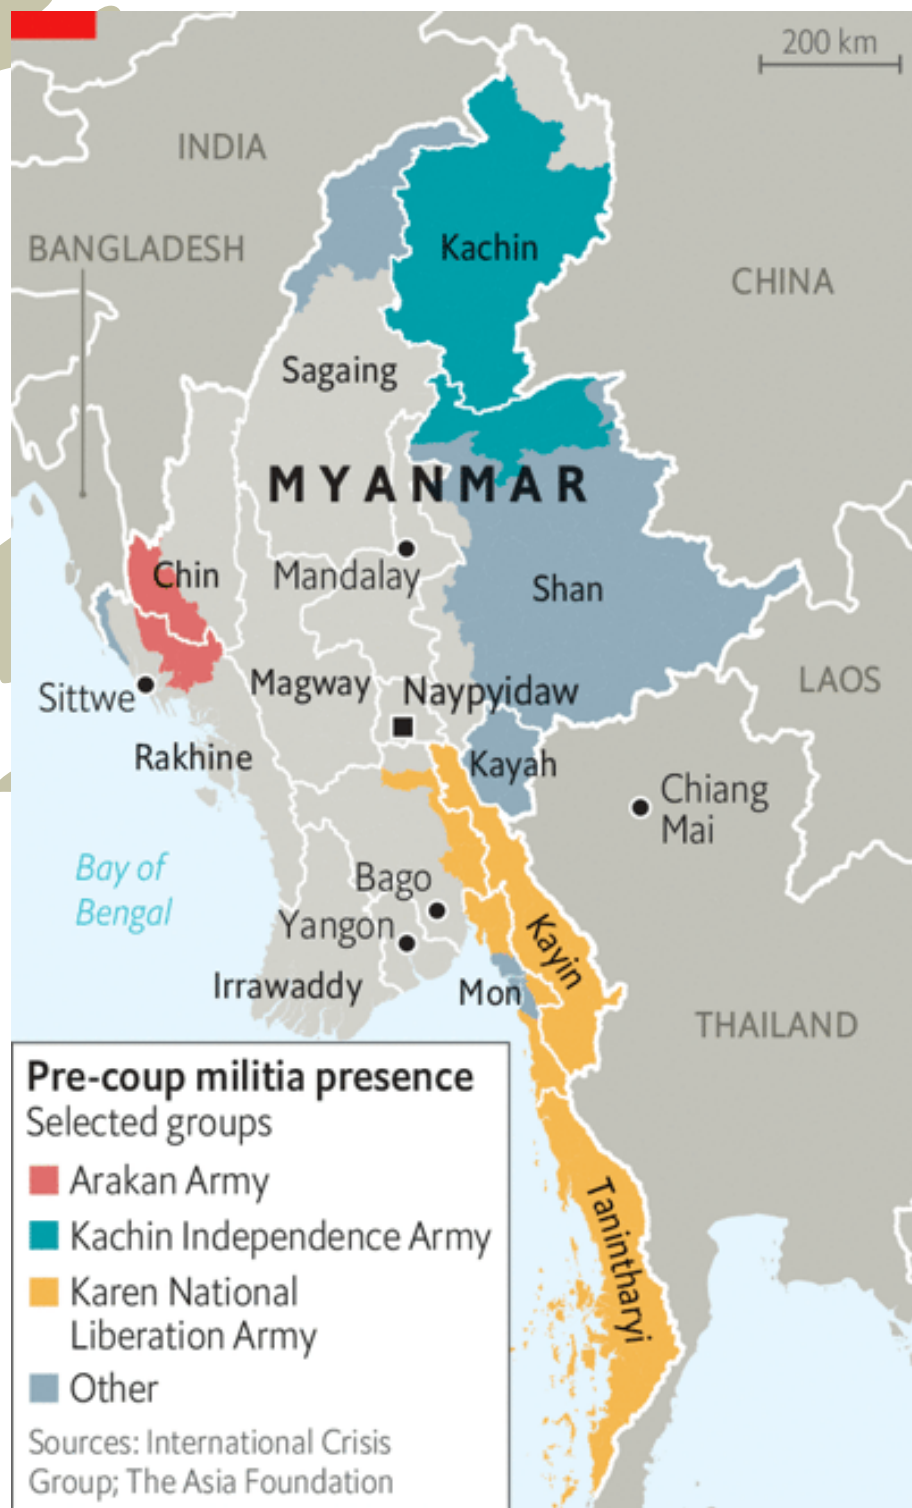 200 km
INDIA
BANGLADESH
Kachin
CHINA
Sagaing
MYANMAR
Chin
Mandalay
Shan
Sittwe
Magway
Naypyidaw
LAOS
Rakhine
Kayah
Chiang
Mai
Bay of
Bengal
Bago
Yangon
Kayin
Irrawaddy
Mon
THAILAND
Tanintharyi
Pre-coup militia presence
Selected groups
Arakan Army
Kachin Independence Army
Karen National
Liberation Army
Other
Sources: International Crisis
Group; The Asia Foundation